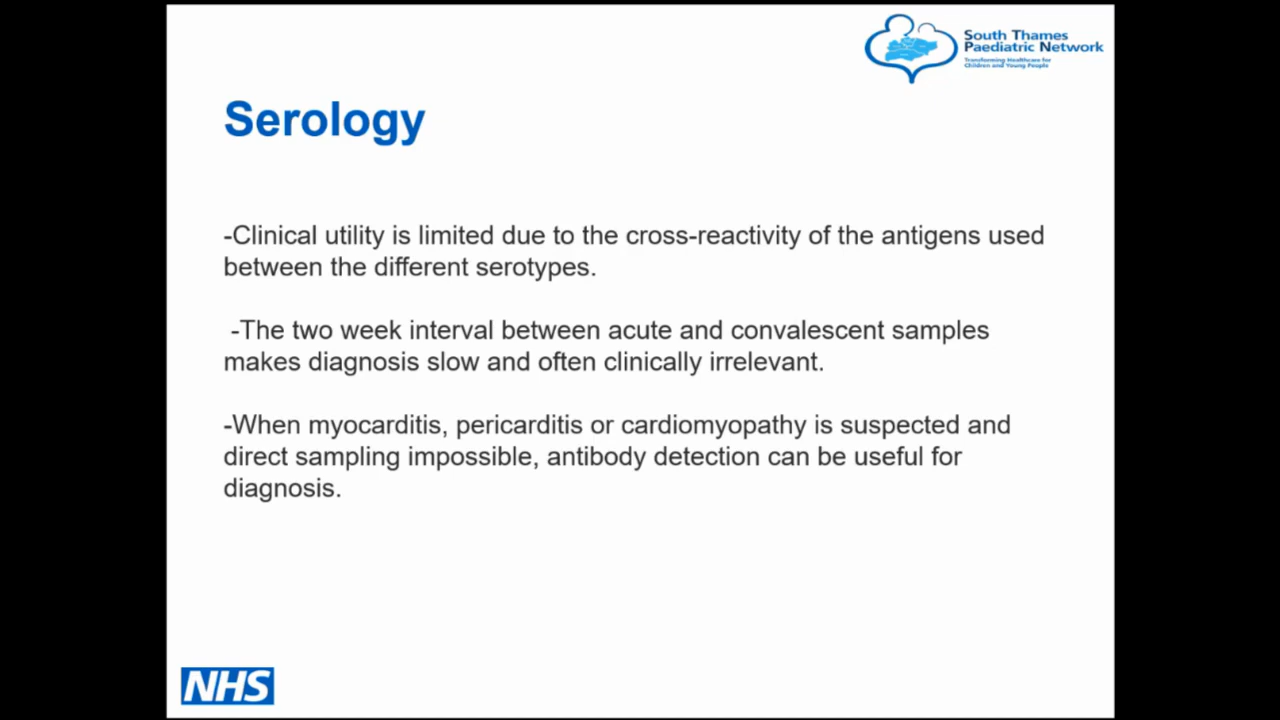 South Thames
Paediatric Network
Transforming Healthcare for
Children and Young People
Serology
-Clinical utility is limited due to the cross-reactivity of the antigens used
between the different serotypes.
-The two week interval between acute and convalescent samples
makes diagnosis slow and often clinically irrelevant.
-When myocarditis, pericarditis or cardiomyopathy is suspected and
direct sampling impossible, antibody detection can be useful for
diagnosis.
NHS